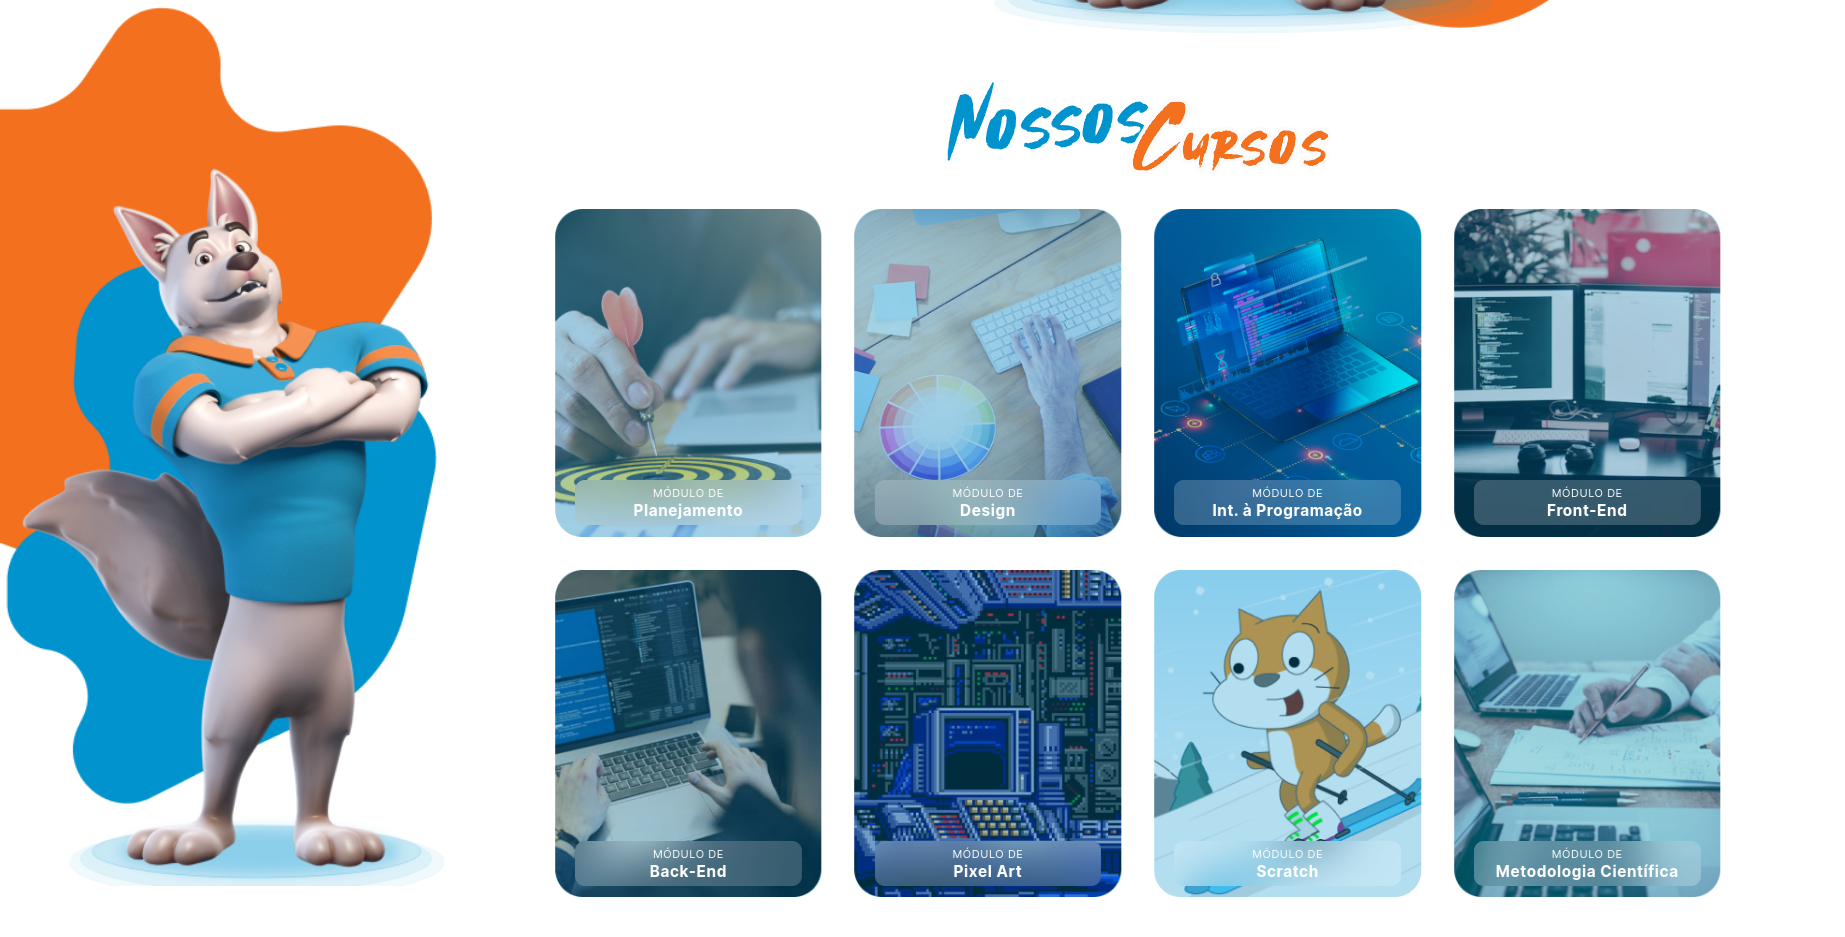 Nossos Cursos
MÓDULO DE
Planejamento
MÓDULO DE
Design
MÓDULO DE
Int. à Programação
MÓDULO DE
Front-End
MÓDULO DE
Back-End
MÓDULO DE
Pixel Art
MÓDULO DE
Scratch
MÓDULO DE
Metodologia Científica